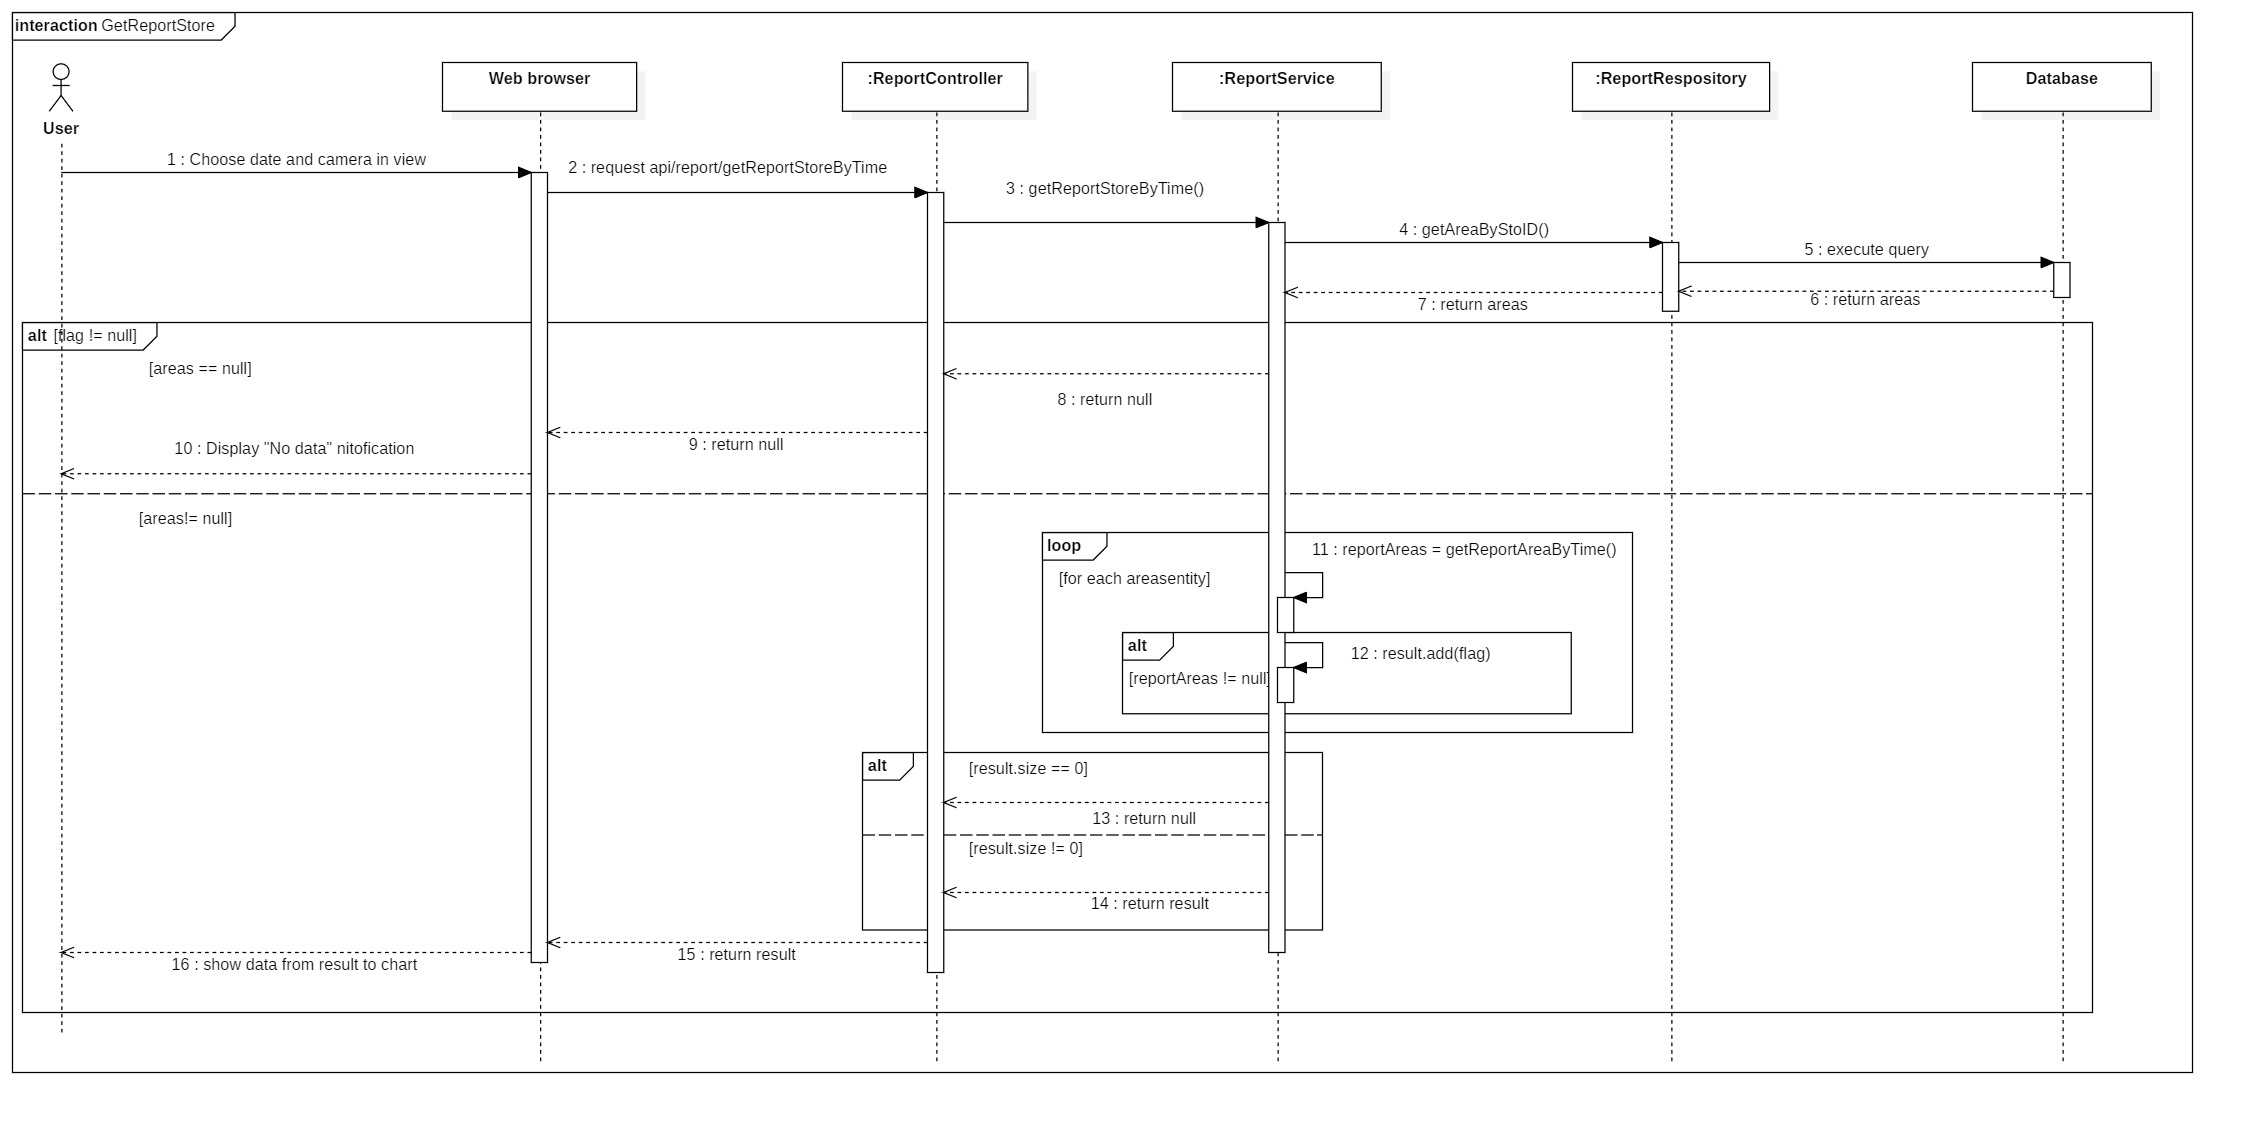 interaction GetReportStore
User
Web browser
:ReportController
:ReportService
:ReportRespository
Database
1 : Choose date and camera in view
2 : request api/report/getReportStoreByTime
3 : getReportStoreByTime()
4 : getAreaByStoID()
5 : execute query
6 : return areas
7 : return areas
alt [flag != null]
[areas == null]
8 : return null
9 : return null
10 : Display "No data" nitofication
[areas!= null]
loop
11 : reportAreas = getReportAreaByTime()
[for each areasentity]
alt
12 : result.add(flag)
[reportAreas != null]
alt
[result.size == 0]
13 : return null
[result.size != 0]
14 : return result
15 : return result
16 : show data from result to chart